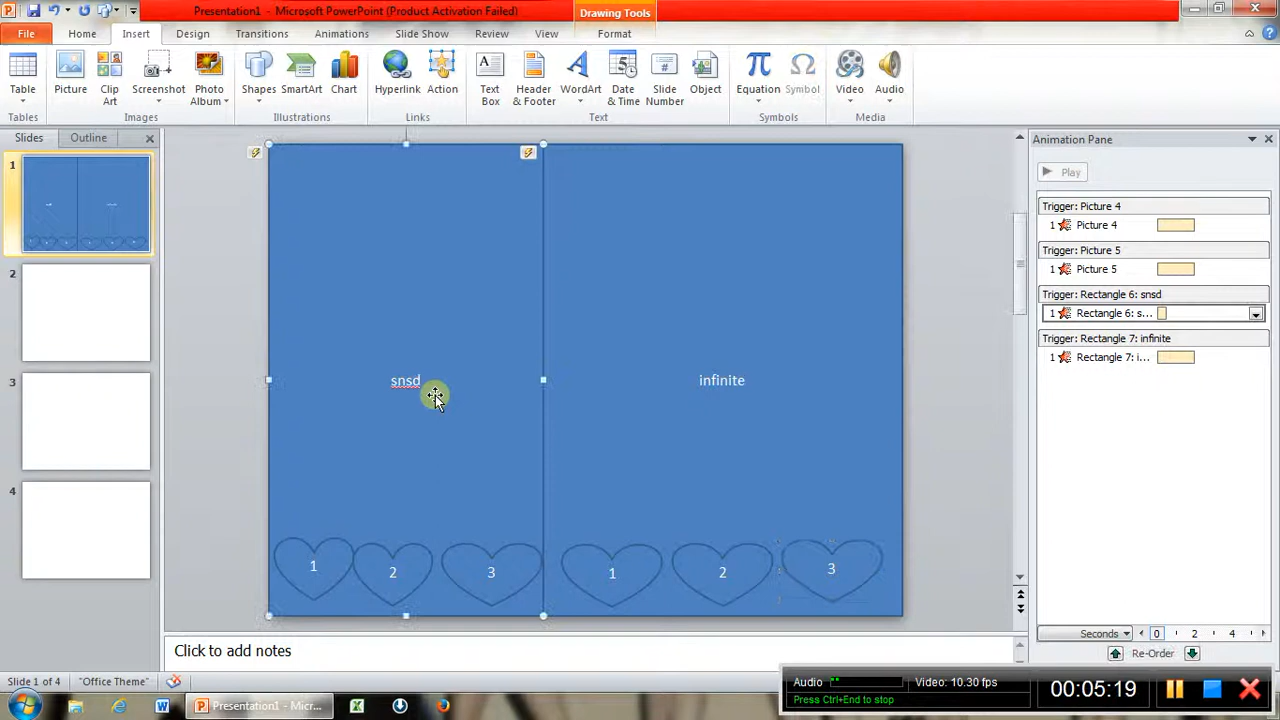 Presentation1 - Microsoft PowerPoint (Product Activation Failed)
Drawing Tools
File Home Insert Design Transitions Animations Slide Show Review View Format
Table Picture Clip Art Screenshot Photo Album Shapes SmartArt Chart Hyperlink Action Text Box Header & Footer WordArt Date & Time Slide Number Object Equation Symbol Video Audio
Tables Images Illustrations Links Text Symbols Media
Slides Outline
Animation Pane
Play
Trigger: Picture 4
1 Picture 4
Trigger: Picture 5
1 Picture 5
Trigger: Rectangle 6: snsd
1 Rectangle 6: s...
Trigger: Rectangle 7: infinite
1 Rectangle 7: i...
1
2
3
4
snsd infinite
1 2 3 1 2 3
Seconds 0 2 4
Re-Order
Click to add notes
Slide 1 of 4 "Office Theme"
Audio Video: 10.30 fps
Press Ctrl+End to stop
00:05:19
Presentation1 - Mic...